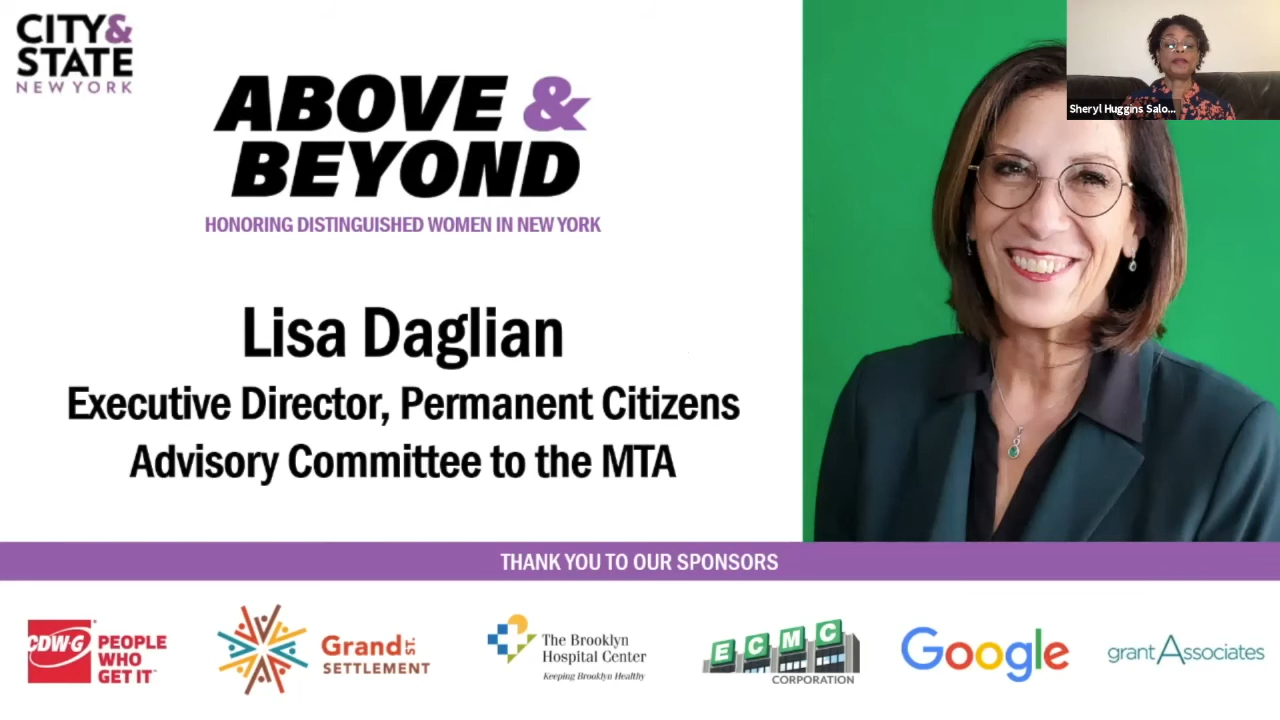 CITY&
STATE
NEW YORK
ABOVE &
BEYOND
HONORING DISTINGUISHED WOMEN IN NEW YORK
Sheryl Huggins Salo...
Lisa Daglian
Executive Director, Permanent Citizens
Advisory Committee to the MTA
THANK YOU TO OUR SPONSORS
CDW·G
PEOPLE
WHO
GET IT
Grand ST.
SETTLEMENT
The Brooklyn
Hospital Center
Keeping Brooklyn Healthy
ECMC
CORPORATION
Google
grantAssociates